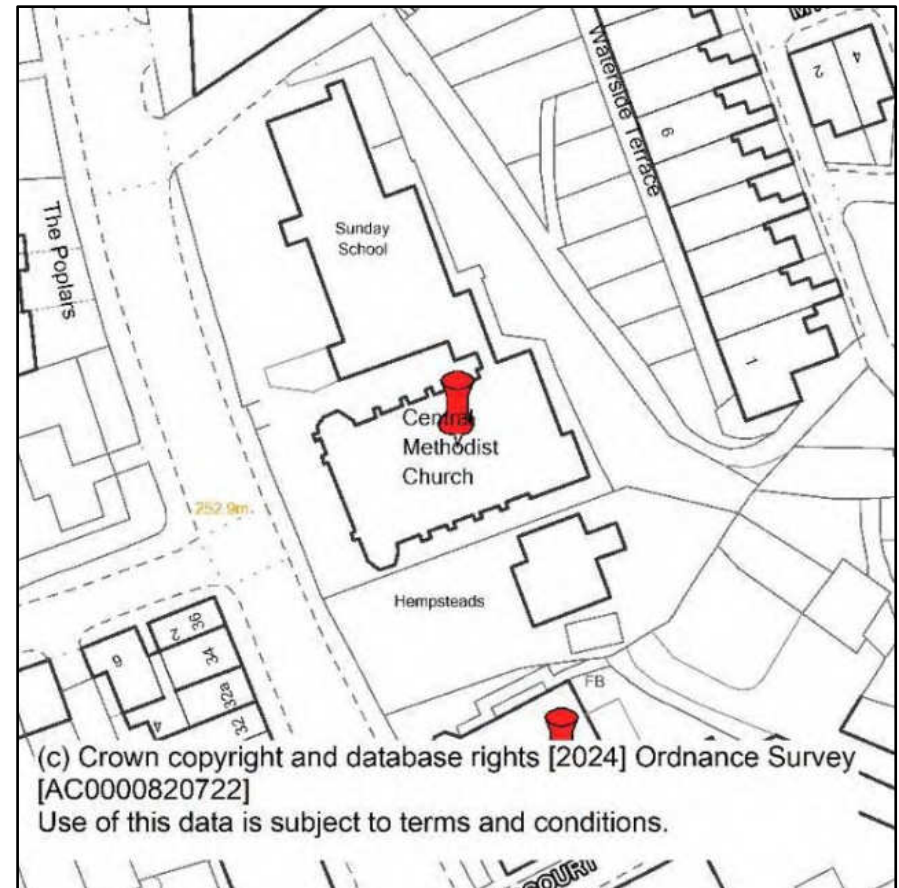 Waterside Terrace
2
4
9
Sunday
School
The Poplars
1
Central
Methodist
Church
252.9m
Hempsteads
2
36
34
32a
32
6
4
FB
(c) Crown copyright and database rights [2024] Ordnance Survey
[AC0000820722]
Use of this data is subject to terms and conditions.
COURT